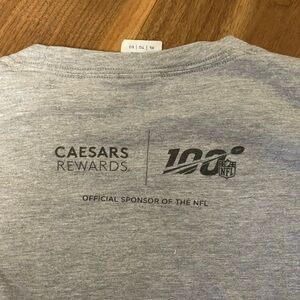 CAESARS
REWARDS
100
NFL
OFFICIAL SPONSOR OF THE NFL